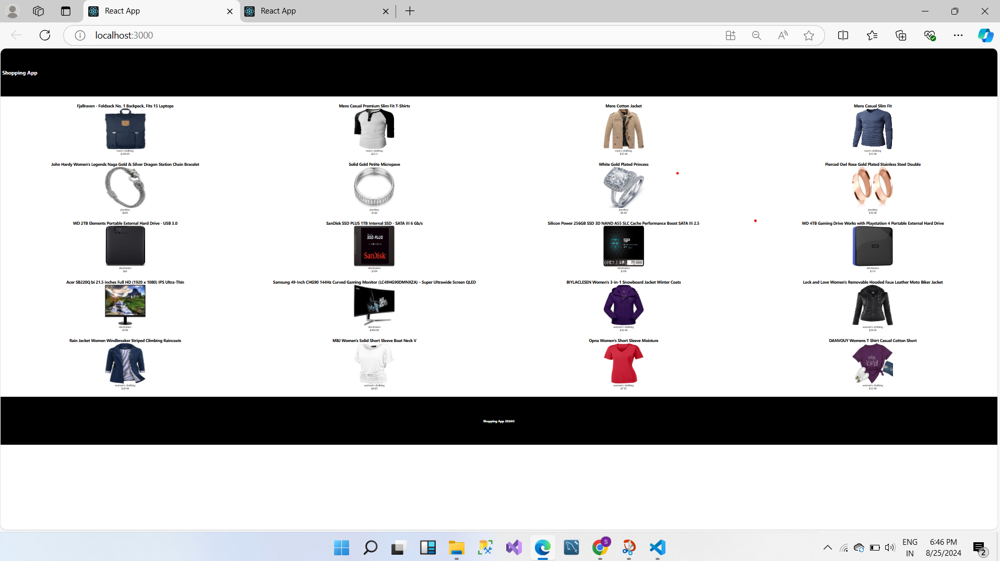 React App
React App
localhost:3000
Shopping App
Fjallraven - Foldsack No. 1 Backpack, Fits 15 Laptops
Mens Casual Premium Slim Fit T-Shirts
Mens Cotton Jacket
Mens Casual Slim Fit
men's clothing
men's clothing
men's clothing
men's clothing
$109.95
$22.3
$55.99
$15.99
John Hardy Women's Legends Naga Gold & Silver Dragon Station Chain Bracelet
Solid Gold Petite Micropave
White Gold Plated Princess
Pierced Owl Rose Gold Plated Stainless Steel Double
jewelery
jewelery
jewelery
jewelery
$695
$168
$9.99
$10.99
WD 2TB Elements Portable External Hard Drive - USB 3.0
SanDisk SSD PLUS 1TB Internal SSD - SATA III 6 Gb/s
Silicon Power 256GB SSD 3D NAND A55 SLC Cache Performance Boost SATA III 2.5
WD 4TB Gaming Drive Works with Playstation 4 Portable External Hard Drive
SSD PLUS
SanDisk
SP
electronics
electronics
electronics
electronics
$64
$109
$109
$114
Acer SB220Q bi 21.5 inches Full HD (1920 x 1080) IPS Ultra-Thin
Samsung 49-Inch CHG90 144Hz Curved Gaming Monitor (LC49HG90DMNXZA) – Super Ultrawide Screen QLED
BIYLACLESEN Women's 3-in-1 Snowboard Jacket Winter Coats
Lock and Love Women's Removable Hooded Faux Leather Moto Biker Jacket
electronics
electronics
women's clothing
women's clothing
$599
$999.99
$56.99
$29.95
Rain Jacket Women Windbreaker Striped Climbing Raincoats
MBJ Women's Solid Short Sleeve Boat Neck V
Opna Women's Short Sleeve Moisture
DANVOUY Womens T Shirt Casual Cotton Short
kind
women's clothing
women's clothing
women's clothing
women's clothing
$39.99
$9.85
$7.95
$12.99
Shopping App 2024©
S
ENG
IN
6:46 PM
8/25/2024
2